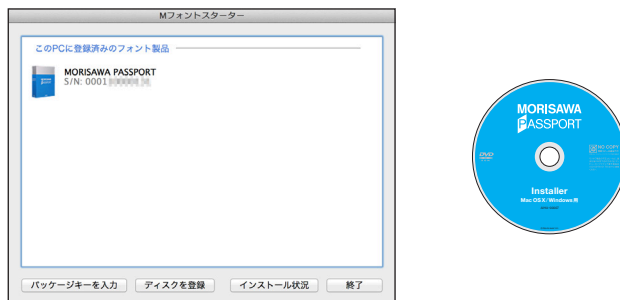 Mフォントスターター
このPCに登録済みのフォント製品
MORISAWA PASSPORT
S/N: 0001
パッケージキーを入力
ディスクを登録
インストール状況
終了
MORISAWA
PASSPORT
DVD
NO COPY
Installer
Mac OSX/Windows用